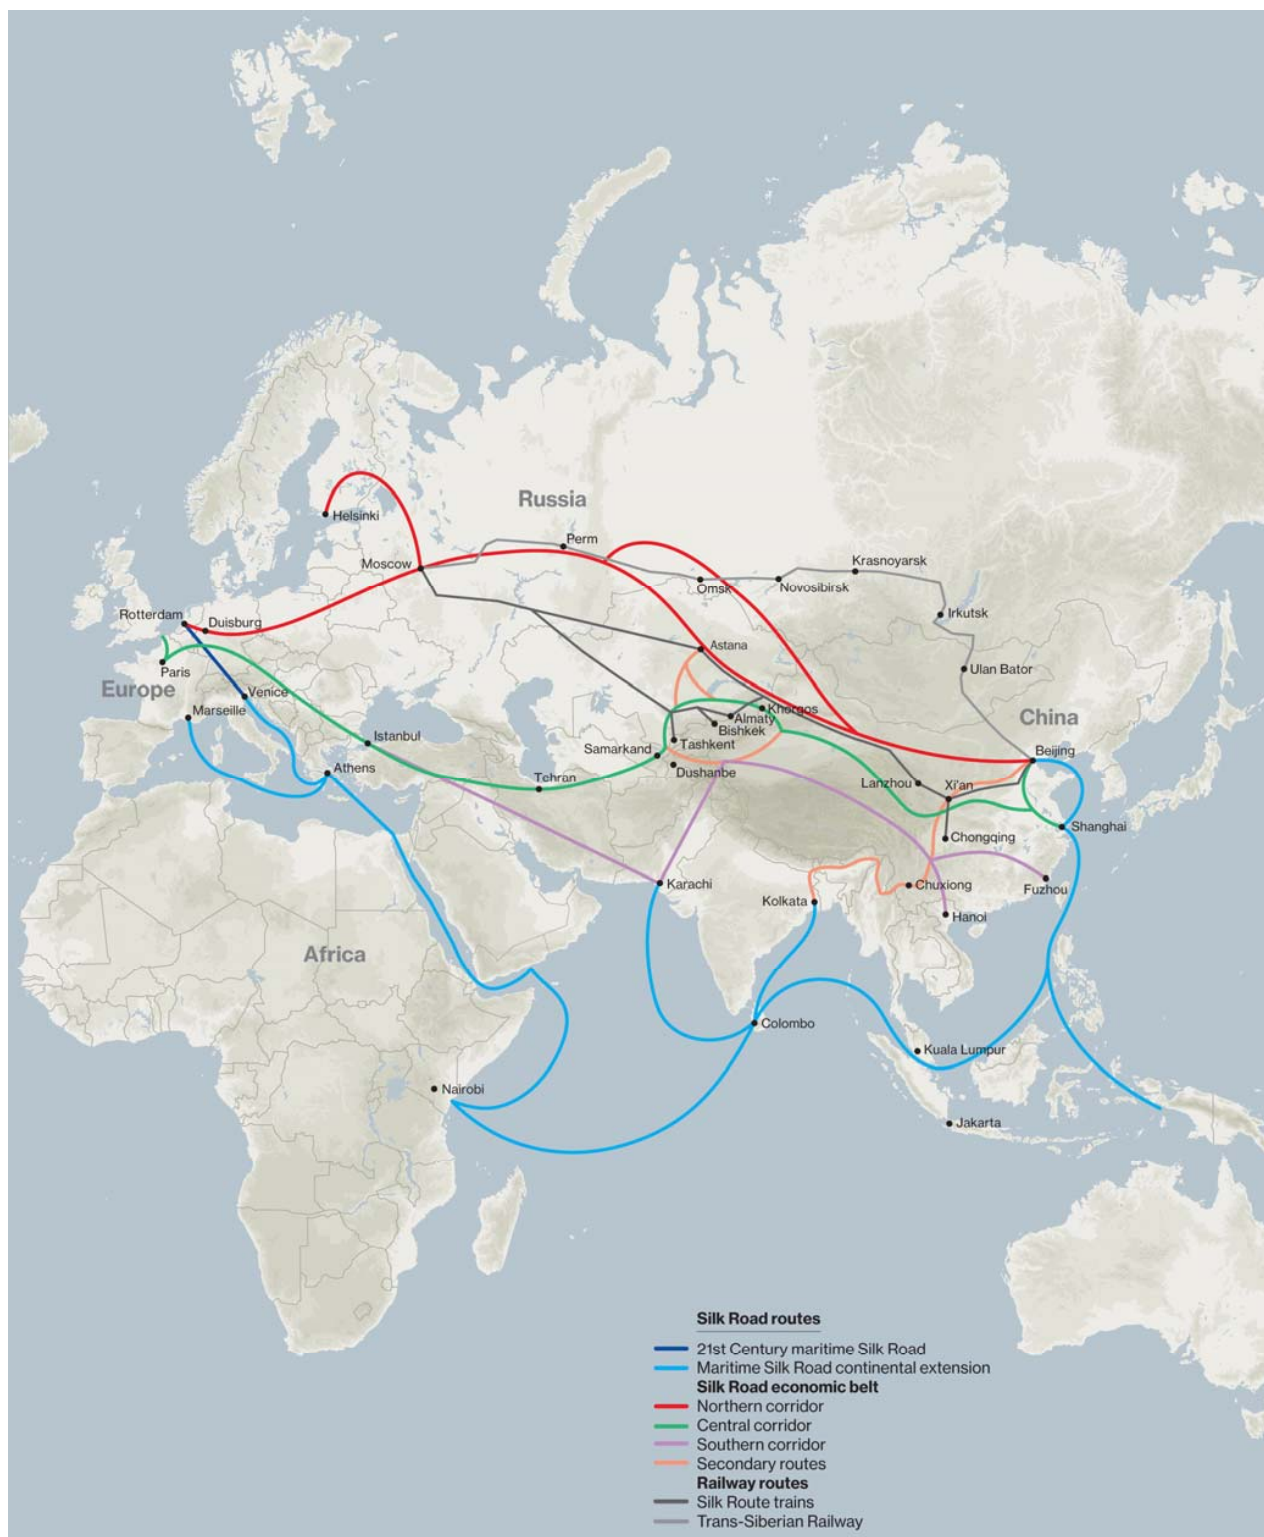 Russia
Helsinki
Perm
Moscow
Krasnoyarsk
Omsk
Novosibirsk
Rotterdam
Duisburg
Irkutsk
Astana
Paris
Ulan Bator
Europe
Venice
Marseille
Khorgos
Almaty
China
Bishkek
Istanbul
Samarkand
Tashkent
Beijing
Athens
Dushanbe
Tehran
Lanzhou
Xi'an
Shanghai
Chongqing
Karachi
Chuxiong
Fuzhou
Kolkata
Hanoi
Africa
Colombo
Kuala Lumpur
Nairobi
Jakarta
Silk Road routes
21st Century maritime Silk Road
Maritime Silk Road continental extension
Silk Road economic belt
Northern corridor
Central corridor
Southern corridor
Secondary routes
Railway routes
Silk Route trains
Trans-Siberian Railway